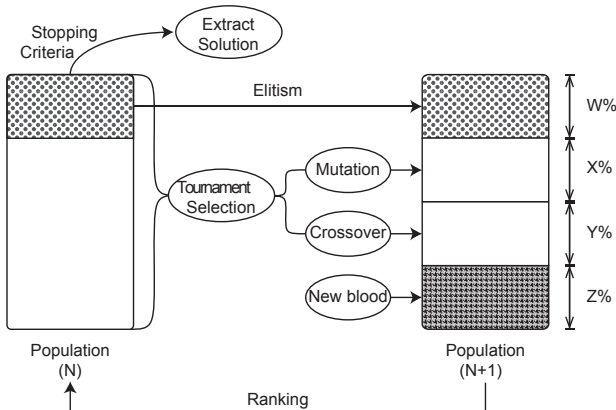 Stopping
Criteria
Extract
Solution
Elitism
W%
Tournament
Selection
Mutation
X%
Crossover
Y%
New blood
Z%
Population
(N)
Population
(N+1)
Ranking